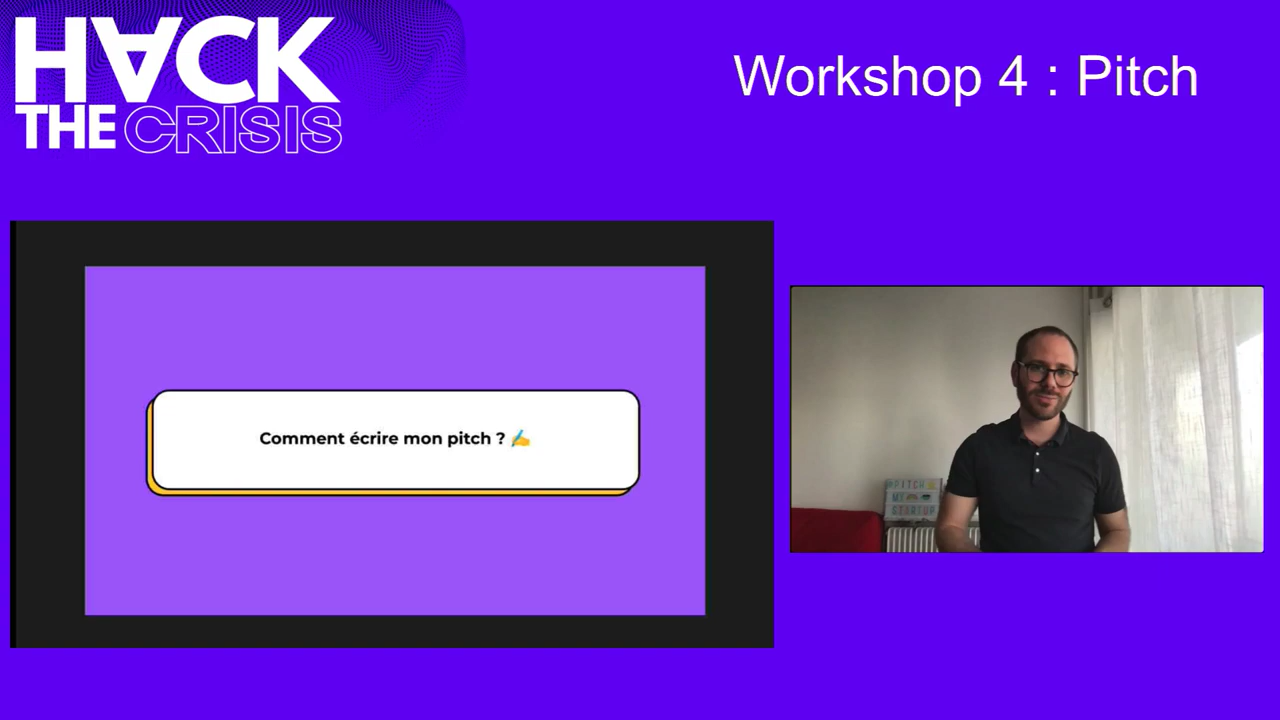 HACK
THE CRISIS
Workshop 4 : Pitch
Comment écrire mon pitch ? ✍️
PITCH
MY
STARTUP